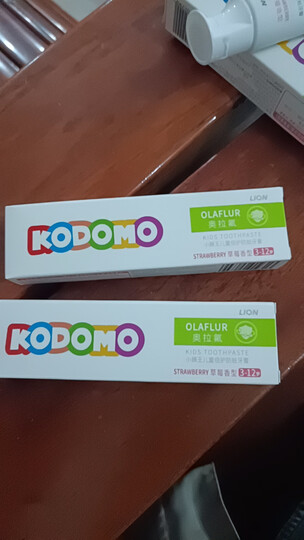 LION
KODOMO
OLAFLUR
奥拉氟
KIDS TOOTHPASTE
STRAWBERRY 草莓香型 3-12岁
LION
KODOMO
OLAFLUR
奥拉氟
KIDS TOOTHPASTE
STRAWBERRY 草莓香型 3-12岁